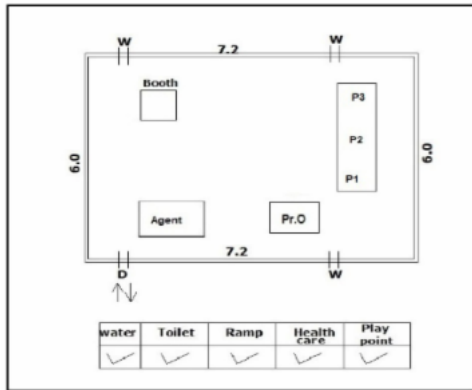 W
W
7.2
Booth
P3
P2
P1
6.0
6.0
Agent
Pr.O
7.2
D
W
water Toilet Ramp Health care Play point